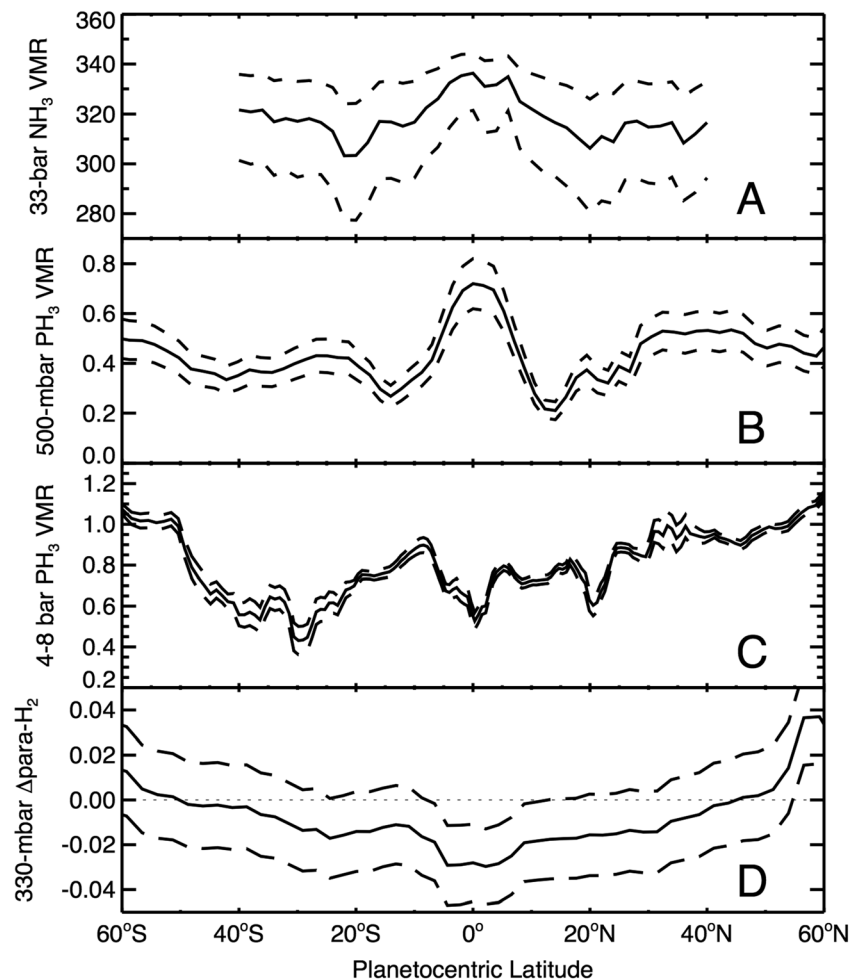 360
340
320
300
280
33-bar NH₃ VMR
A
0.8
0.6
0.4
0.2
0.0
500-mbar PH₃ VMR
B
1.2
1.0
0.8
0.6
0.4
0.2
4-8 bar PH₃ VMR
C
0.04
0.02
0.00
-0.02
-0.04
330-mbar Δpara-H₂
D
60°S 40°S 20°S 0° 20°N 40°N 60°N
Planetocentric Latitude